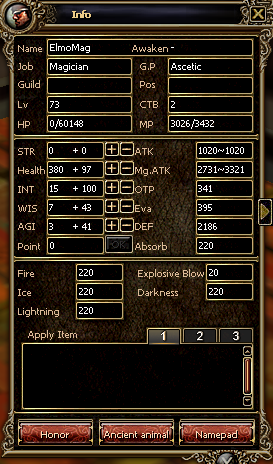 Info
Name ElmoMag Awaken -
Job Magician G.P Ascetic
Guild Pos
Lv 73 CTB 2
HP 0/60148 MP 3026/3432
STR 0 + 0 ATK 1020~1020
Health 380 + 97 Mg.ATK 2731~3321
INT 15 + 100 OTP 341
WIS 7 + 43 Eva 395
AGI 3 + 41 DEF 2186
Point 0 Absorb 220
Fire 220 Explosive Blow 20
Ice 220 Darkness 220
Lightning 220
Apply Item 1 2 3
Honor Ancient animal Namepad